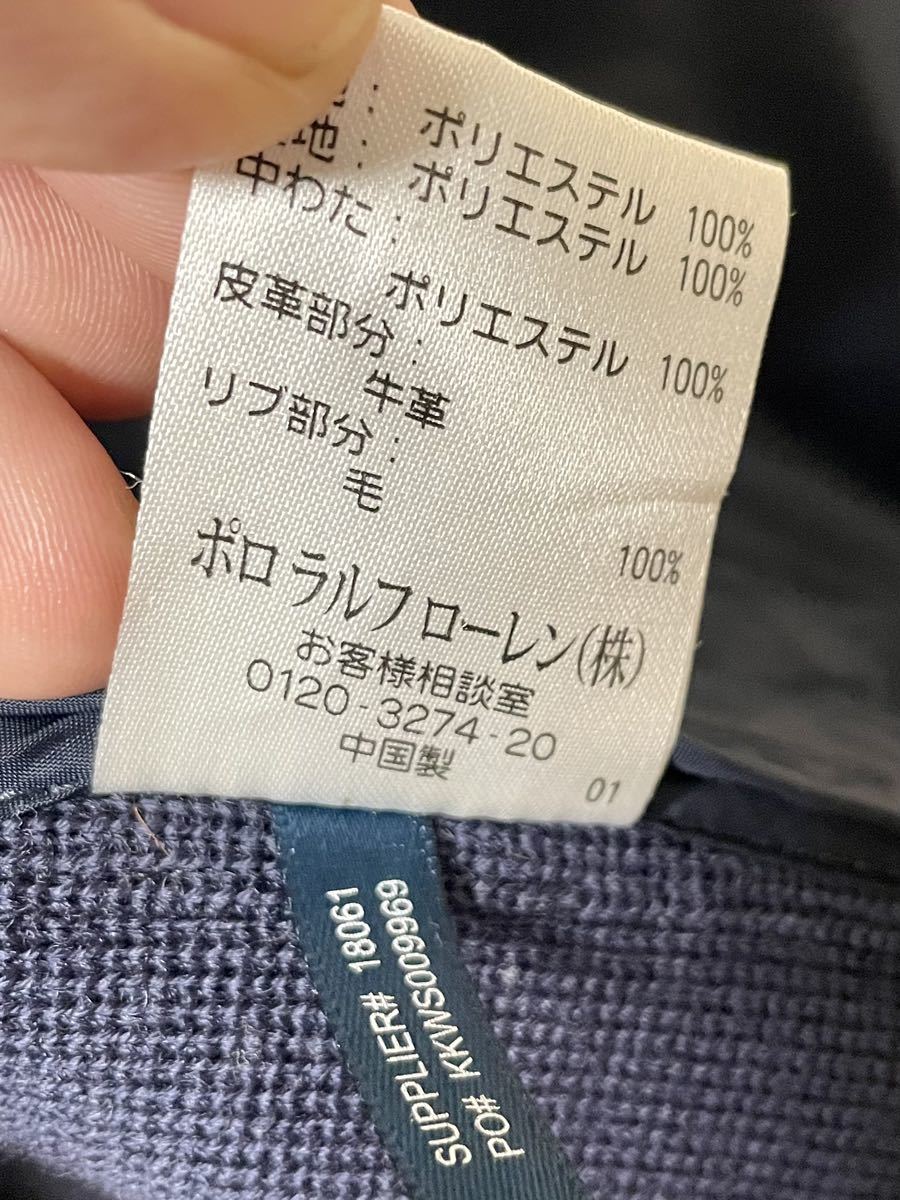 地: ポリエステル 100%
地: ポリエステル 100%
中わた:
ポリエステル 100%
皮革部分:
牛革
リブ部分:
毛 100%
ポロ ラルフ ローレン(株)
お客様相談室
0120-3274-20
中国製
01
SUPPLIER# 18061
PO# KKWS009969